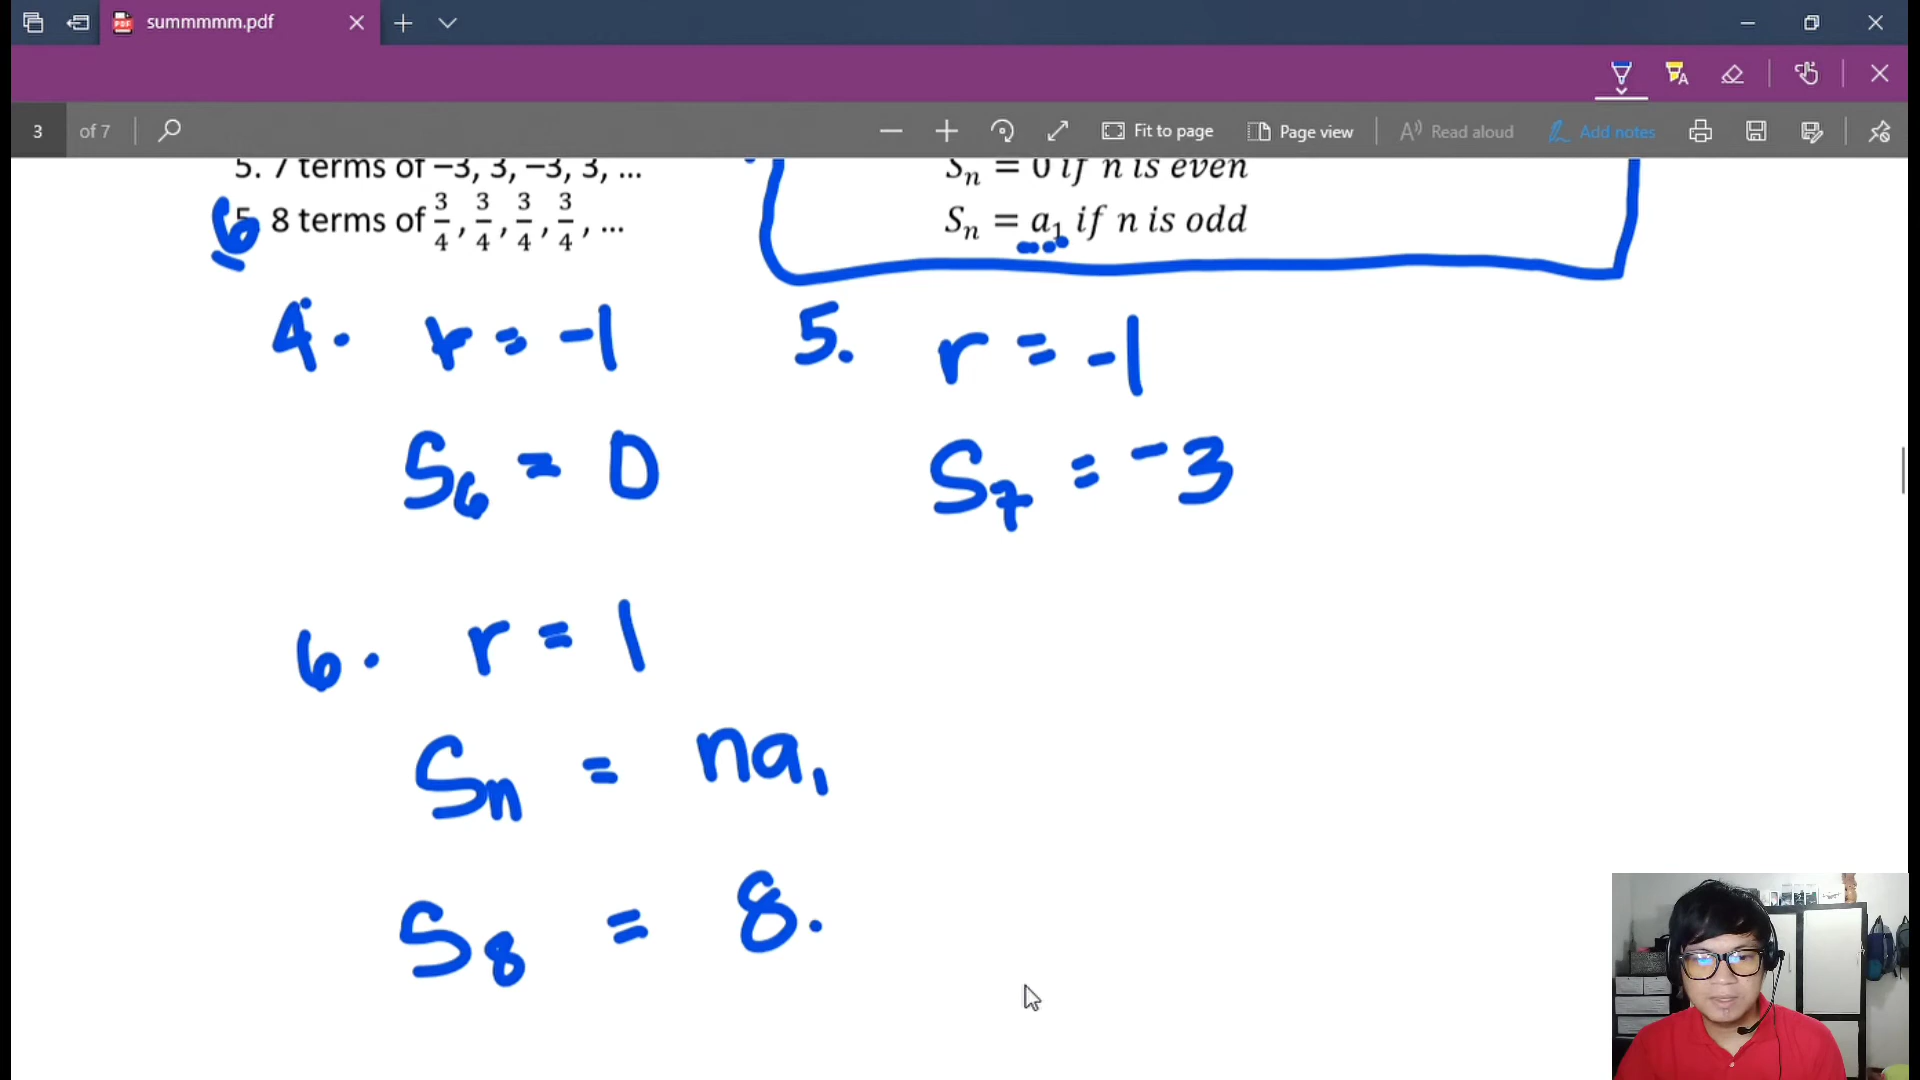 summmmm.pdf
3 of 7
Fit to page
Page view
Read aloud
Add notes
5. 7 terms of −3, 3, −3, 3, ...
6 5. 8 terms of 3/4, 3/4, 3/4, 3/4, ...
Sn = 0 if n is even
Sn = a1 if n is odd
4. r = -1
S6 = 0
5. r = -1
S7 = -3
6. r = 1
Sn = na1
S8 = 8.